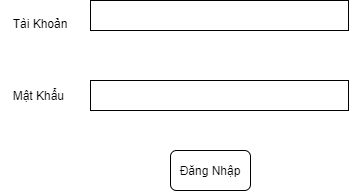 Tài Khoản
Mật Khẩu
Đăng Nhập